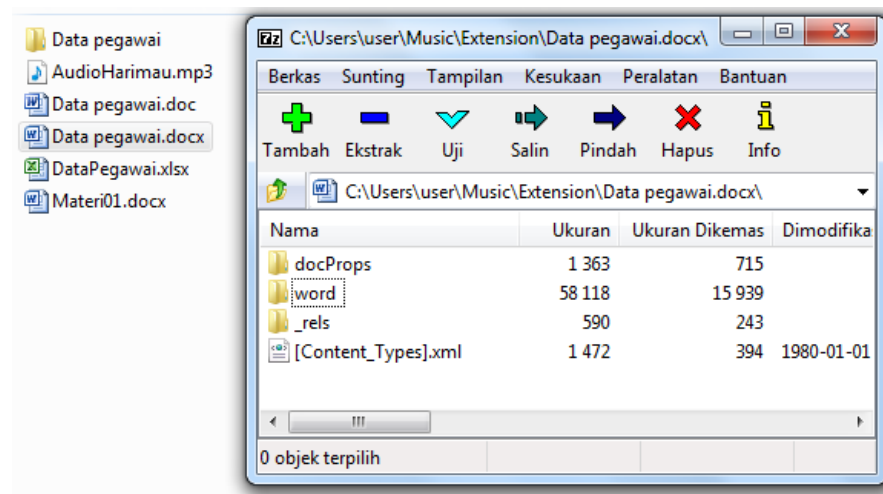 Data pegawai
AudioHarimau.mp3
Data pegawai.doc
Data pegawai.docx
DataPegawai.xlsx
Materi01.docx
7z C:\Users\user\Music\Extension\Data pegawai.docx\
Berkas Sunting Tampilan Kesukaan Peralatan Bantuan
Tambah Ekstrak Uji Salin Pindah Hapus Info
C:\Users\user\Music\Extension\Data pegawai.docx\
Nama Ukuran Ukuran Dikemas Dimodifika
docProps 1 363 715
word 58 118 15 939
_rels 590 243
[Content_Types].xml 1 472 394 1980-01-01
0 objek terpilih